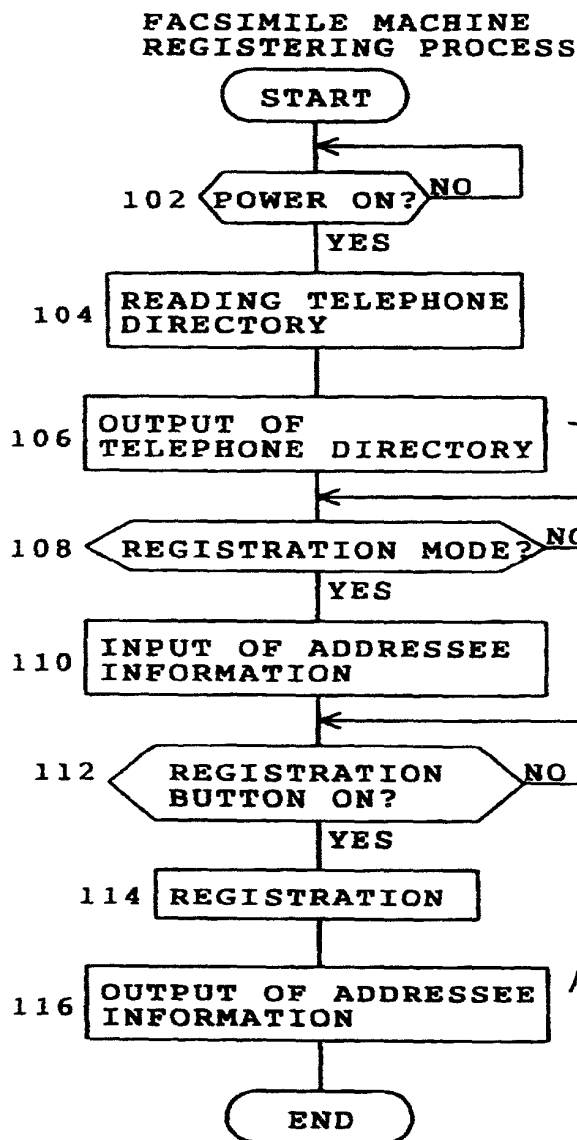 FACSIMILE MACHINE
REGISTERING PROCESS
START
102 POWER ON? NO
YES
104 READING TELEPHONE
DIRECTORY
106 OUTPUT OF
TELEPHONE DIRECTORY
108 REGISTRATION MODE? NO
YES
110 INPUT OF ADDRESSEE
INFORMATION
112 REGISTRATION
BUTTON ON? NO
YES
114 REGISTRATION
116 OUTPUT OF ADDRESSEE
INFORMATION
END